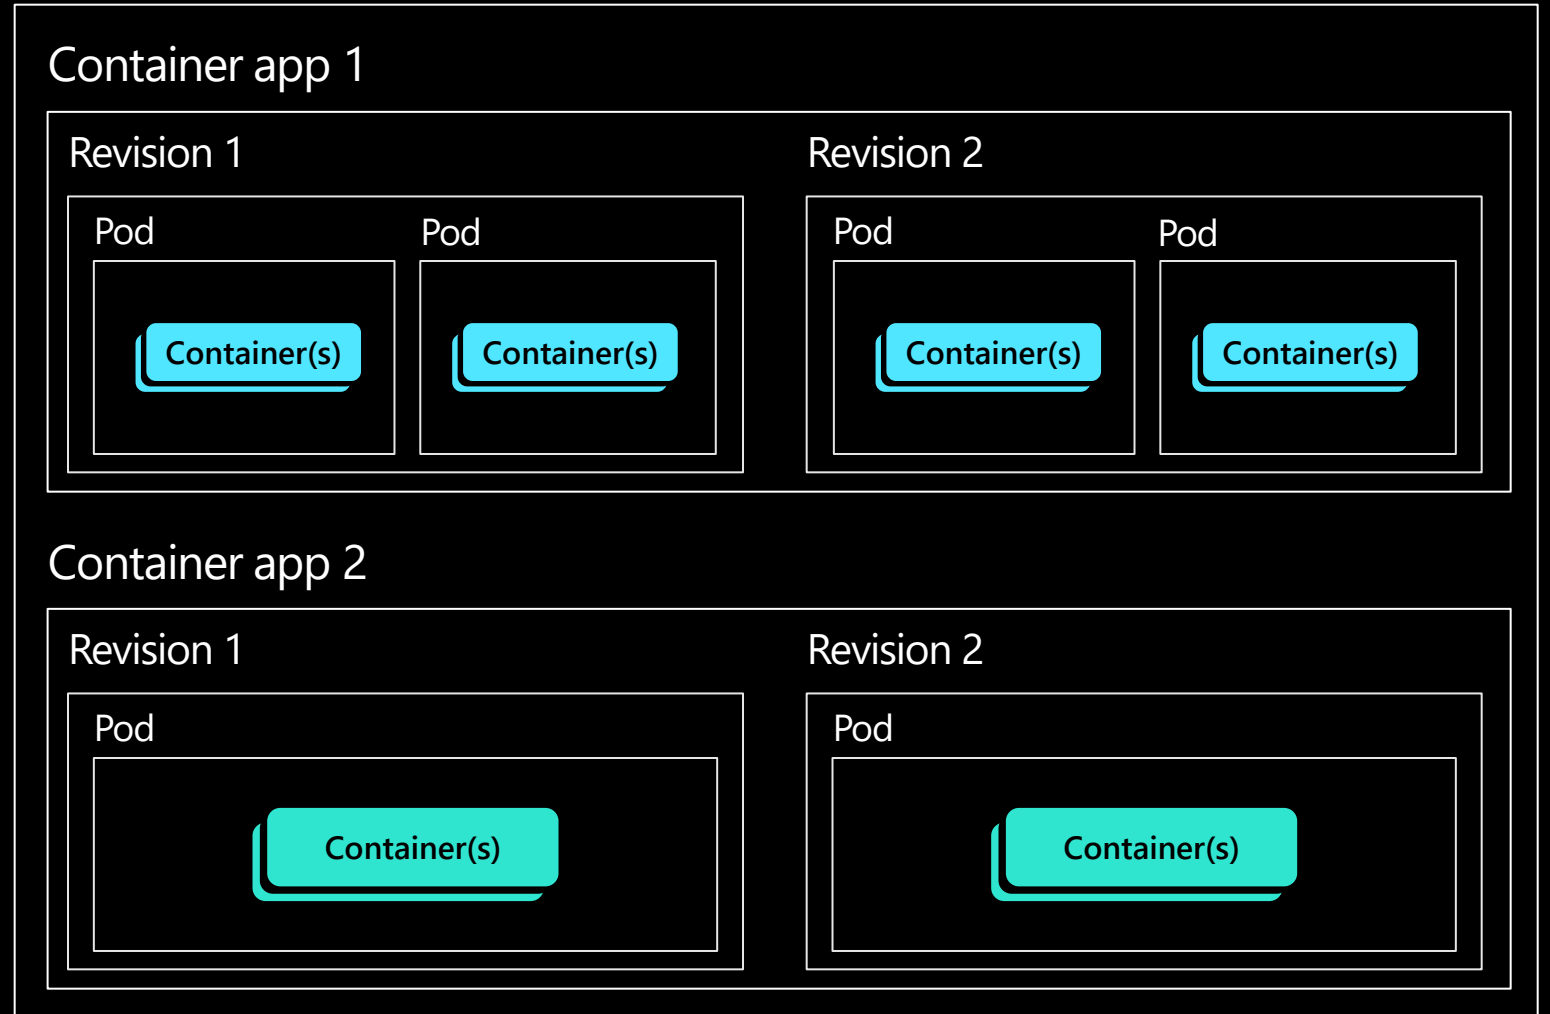 Container app 1
Revision 1
Revision 2
Pod
Pod
Pod
Pod
Container(s)
Container(s)
Container(s)
Container(s)
Container app 2
Revision 1
Revision 2
Pod
Pod
Container(s)
Container(s)